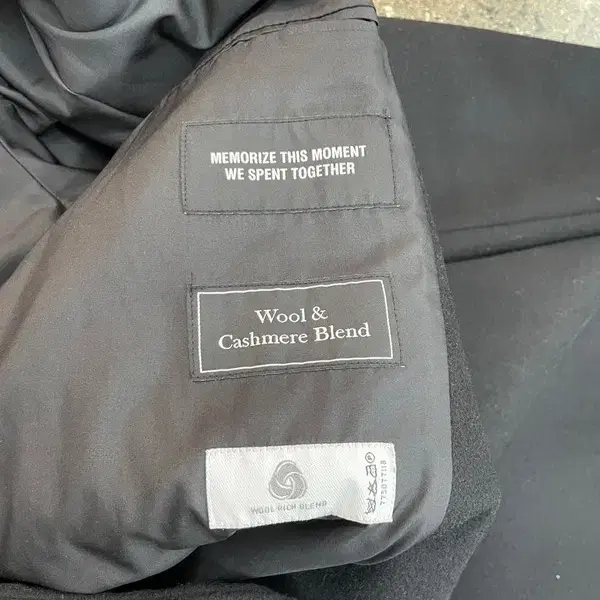 MEMORIZE THIS MOMENT
WE SPENT TOGETHER
Wool &
Cashmere Blend
WOOL RICH BLEND